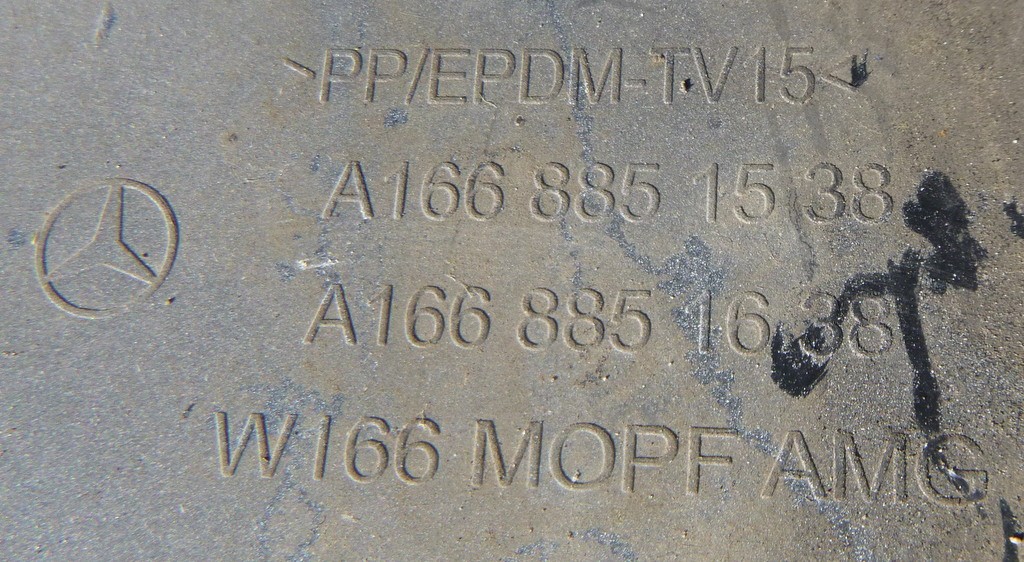 >PP/EPDM-TV15<
A166 885 15 38
A166 885 16 38
W166 MOPF AMG